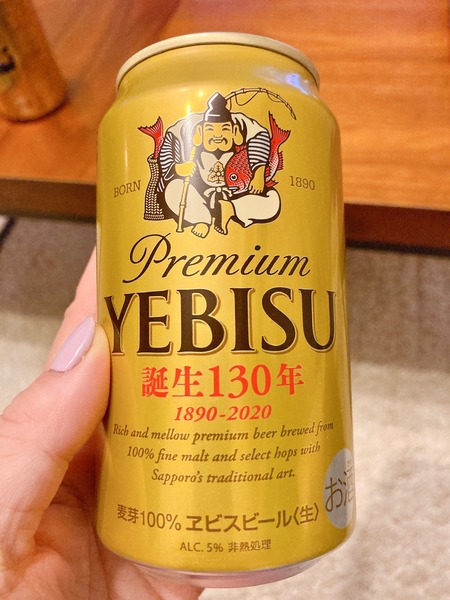 BORN 1890
Premium
YEBISU
誕生130年
1890-2020
Rich and mellow premium beer brewed from
100% fine malt and select hops with
Sapporo's traditional art.
お酒
麦芽100% ヱビスビール〈生〉
ALC. 5% 非熱処理